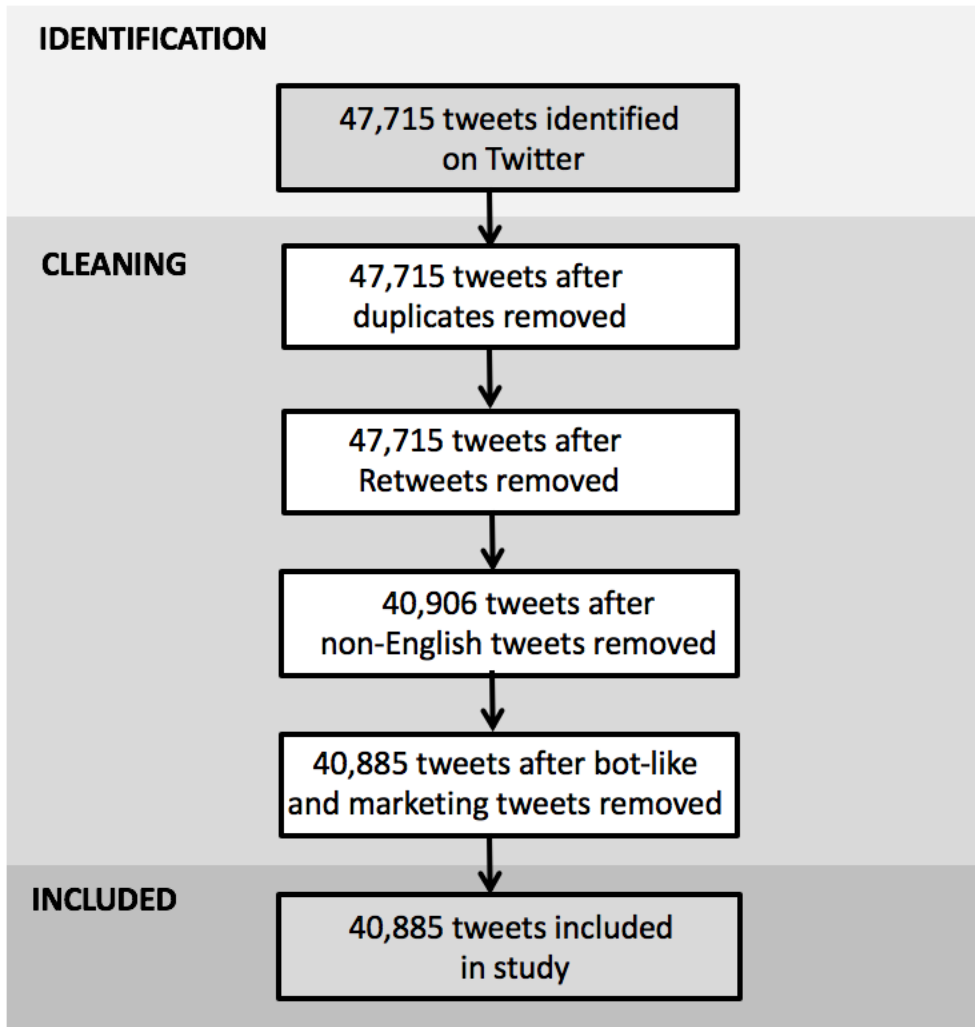 IDENTIFICATION
47,715 tweets identified
on Twitter
CLEANING
47,715 tweets after
duplicates removed
47,715 tweets after
Retweets removed
40,906 tweets after
non-English tweets removed
40,885 tweets after bot-like
and marketing tweets removed
INCLUDED
40,885 tweets included
in study